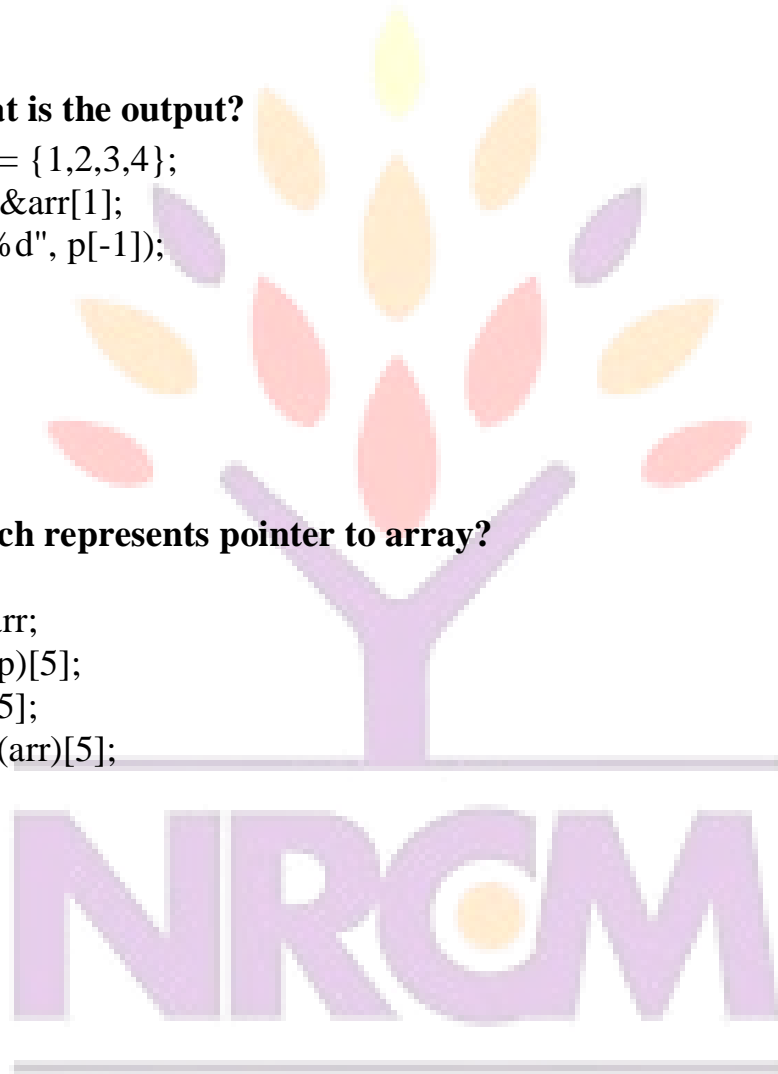 at is the output?
= {1,2,3,4};
&arr[1];
%d", p[-1]);
ch represents pointer to array?
arr;
p)[5];
5];
(arr)[5];
NRCM